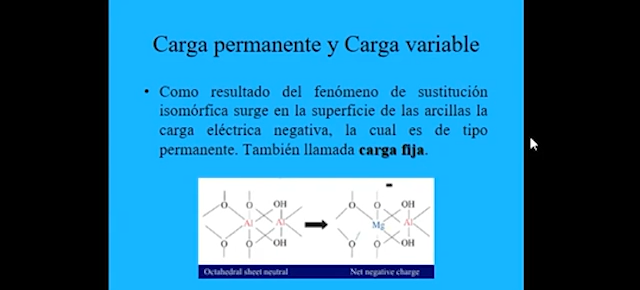 Carga permanente y Carga variable
• Como resultado del fenómeno de sustitución
isomórfica surge en la superficie de las arcillas la
carga eléctrica negativa, la cual es de tipo
permanente. También llamada carga fija.
-
O O OH O O OH
Al Al Mg Al
O O OH O O OH
Octahedral sheet neutral Net negative charge